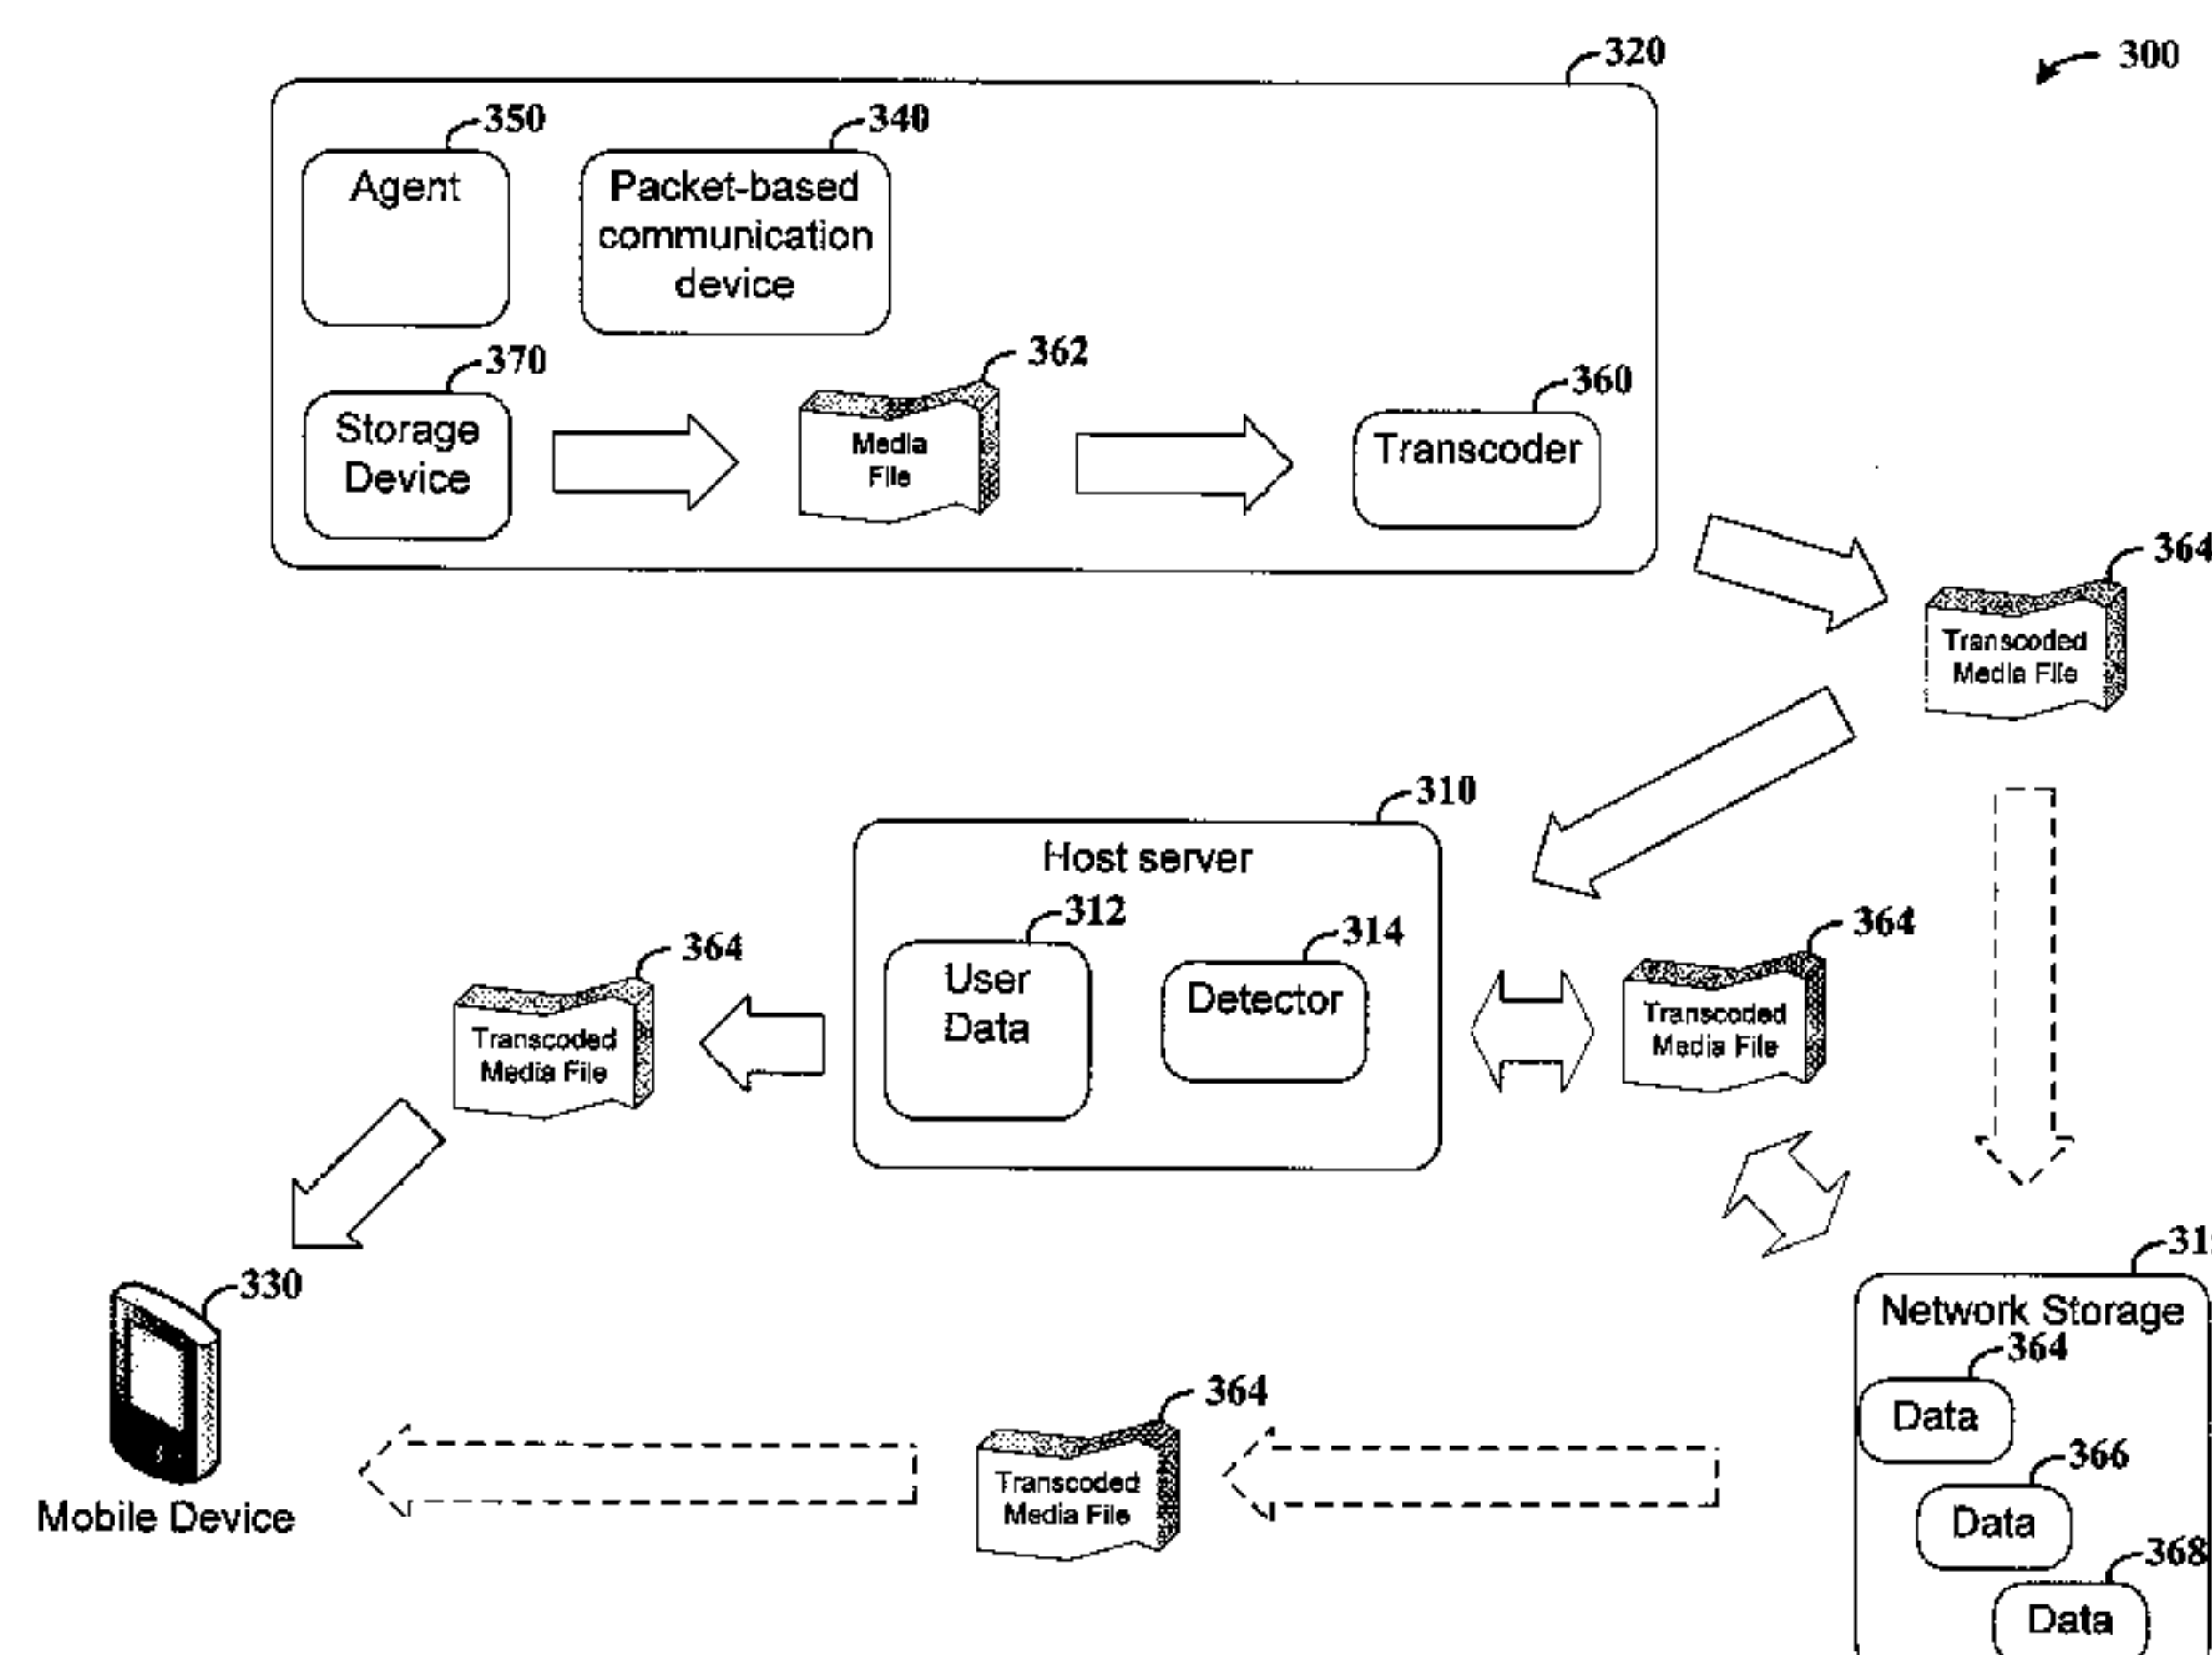 320
300
350
340
Agent
Packet-based
communication
device
370
362
360
Storage
Device
Media
File
Transcoder
364
Transcoded
Media File
310
Host server
312
314
364
364
User
Data
Detector
Transcoded
Media File
Transcoded
Media File
330
Network Storage
364
364
Data
Mobile Device
Transcoded
Media File
366
Data
368
Data